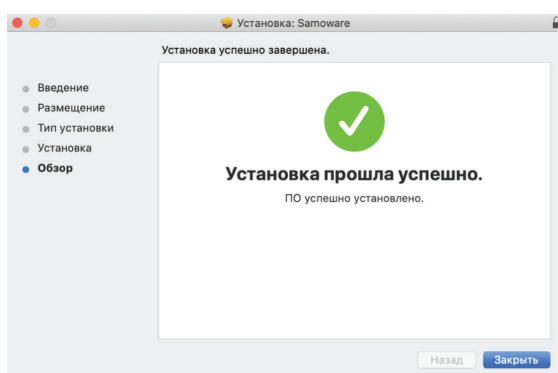 Установка: Samoware
Установка успешно завершена.
Введение
Размещение
Тип установки
Установка
Обзор
Установка прошла успешно.
ПО успешно установлено.
Назад
Закрыть